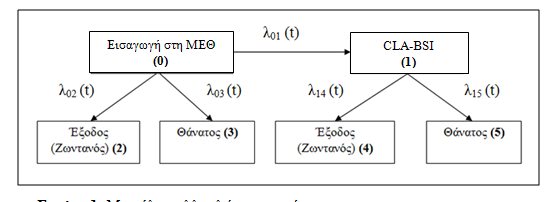 Εισαγωγή στη ΜΕΘ
(0)
λ01 (t)
CLA-BSI
(1)
λ02 (t)
λ03 (t)
λ14 (t)
λ15 (t)
Έξοδος
(Ζωντανός) (2)
Θάνατος (3)
Έξοδος
(Ζωντανός) (4)
Θάνατος (5)